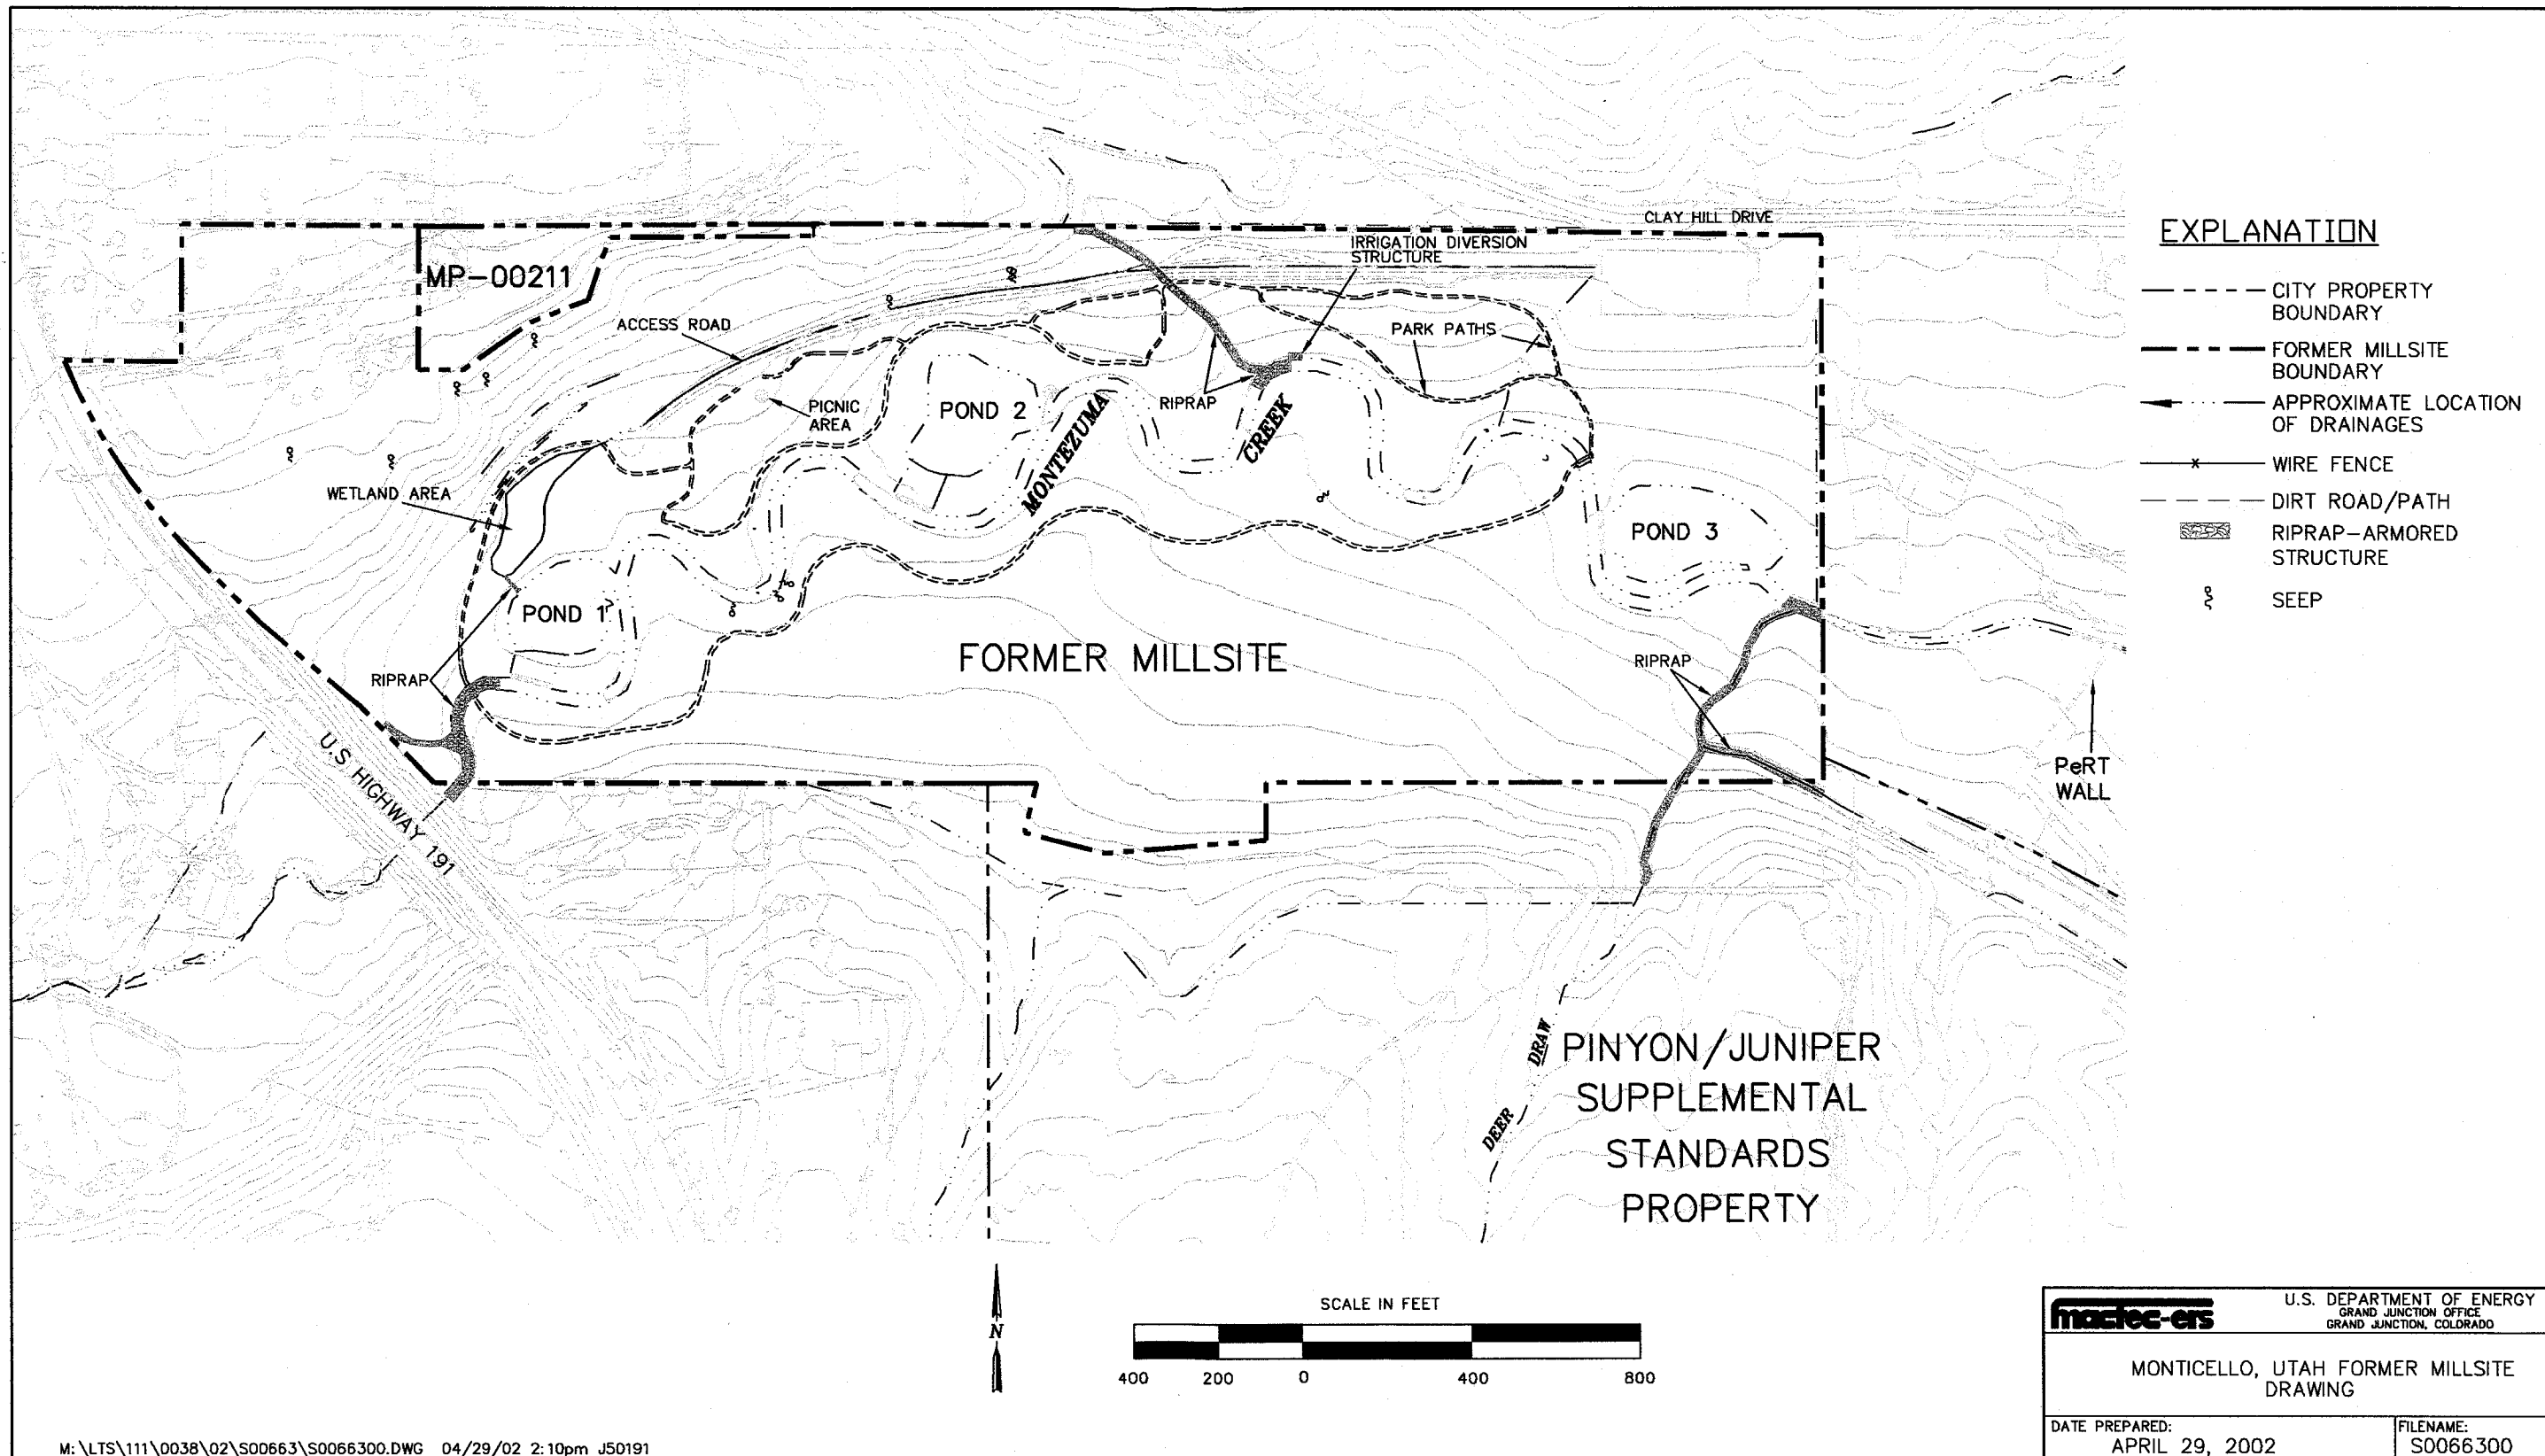 CLAY HILL DRIVE
IRRIGATION DIVERSION
STRUCTURE
MP-00211
ACCESS ROAD
PARK PATHS
PICNIC
AREA
POND 2
RIPRAP
MONTEZUMA
CREEK
WETLAND AREA
POND 3
POND 1
FORMER MILLSITE
RIPRAP
RIPRAP
U.S HIGHWAY 191
PeRT
WALL
DEER DRAW
PINYON/JUNIPER
SUPPLEMENTAL
STANDARDS
PROPERTY
EXPLANATION
CITY PROPERTY
BOUNDARY
FORMER MILLSITE
BOUNDARY
APPROXIMATE LOCATION
OF DRAINAGES
x WIRE FENCE
DIRT ROAD/PATH
RIPRAP-ARMORED
STRUCTURE
SEEP
N
SCALE IN FEET
400 200 0 400 800
mactec-ers
U.S. DEPARTMENT OF ENERGY
GRAND JUNCTION OFFICE
GRAND JUNCTION, COLORADO
MONTICELLO, UTAH FORMER MILLSITE
DRAWING
DATE PREPARED:
APRIL 29, 2002
FILENAME:
S0066300
M:\LTS\111\0038\02\S00663\S0066300.DWG 04/29/02 2:10pm J50191